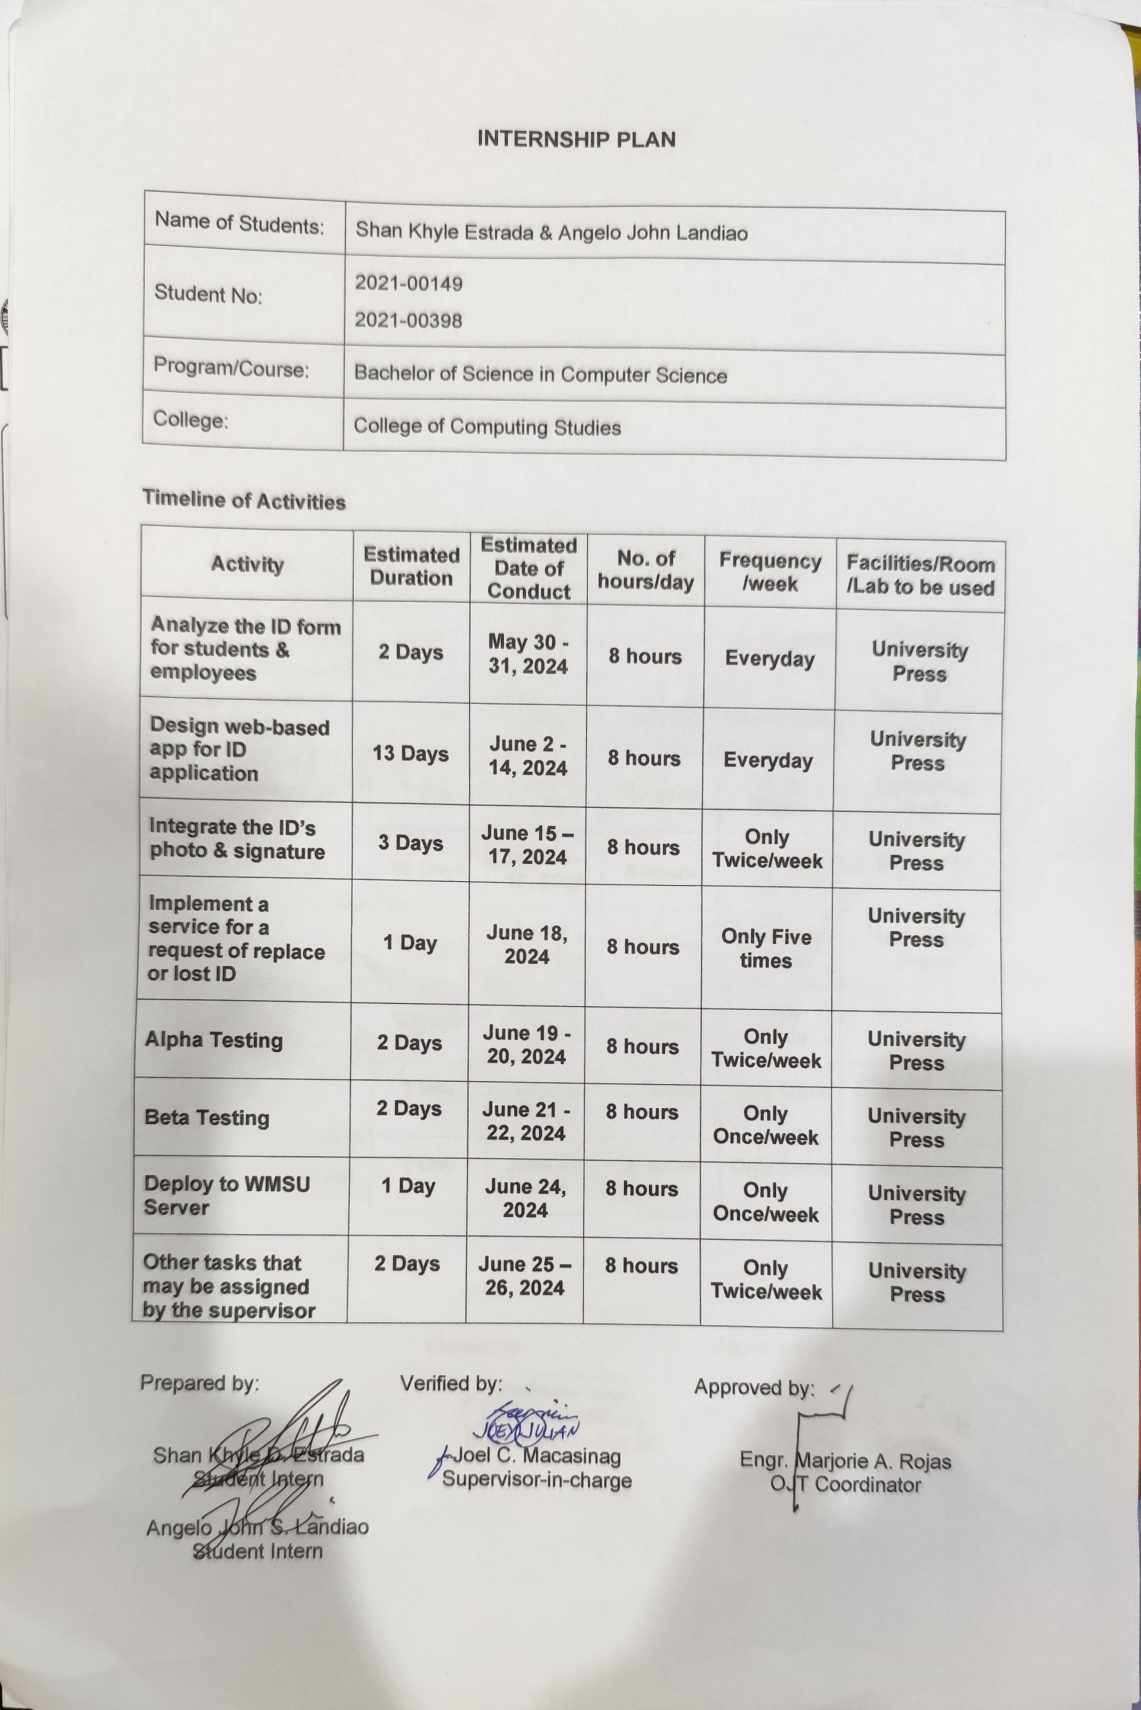 INTERNSHIP PLAN
Name of Students:
Shan Khyle Estrada & Angelo John Landiao
Student No:
2021-00149
2021-00398
Program/Course:
Bachelor of Science in Computer Science
College:
College of Computing Studies
Timeline of Activities
Activity
Estimated
Duration
Estimated
Date of
Conduct
No. of
hours/day
Frequency
/week
Facilities/Room
/Lab to be used
Analyze the ID form
for students &
employees
2 Days
May 30 -
31, 2024
8 hours
Everyday
University
Press
Design web-based
app for ID
application
13 Days
June 2 -
14, 2024
8 hours
Everyday
University
Press
Integrate the ID’s
photo & signature
3 Days
June 15 –
17, 2024
8 hours
Only
Twice/week
University
Press
Implement a
service for a
request of replace
or lost ID
1 Day
June 18,
2024
8 hours
Only Five
times
University
Press
Alpha Testing
2 Days
June 19 -
20, 2024
8 hours
Only
Twice/week
University
Press
Beta Testing
2 Days
June 21 -
22, 2024
8 hours
Only
Once/week
University
Press
Deploy to WMSU
Server
1 Day
June 24,
2024
8 hours
Only
Once/week
University
Press
Other tasks that
may be assigned
by the supervisor
2 Days
June 25 –
26, 2024
8 hours
Only
Twice/week
University
Press
Prepared by:
Shan Khyle D. Estrada
Student Intern
Angelo John S. Landiao
Student Intern
Verified by:
JOEY JULIAN
for Joel C. Macasinag
Supervisor-in-charge
Approved by:
Engr. Marjorie A. Rojas
OJT Coordinator